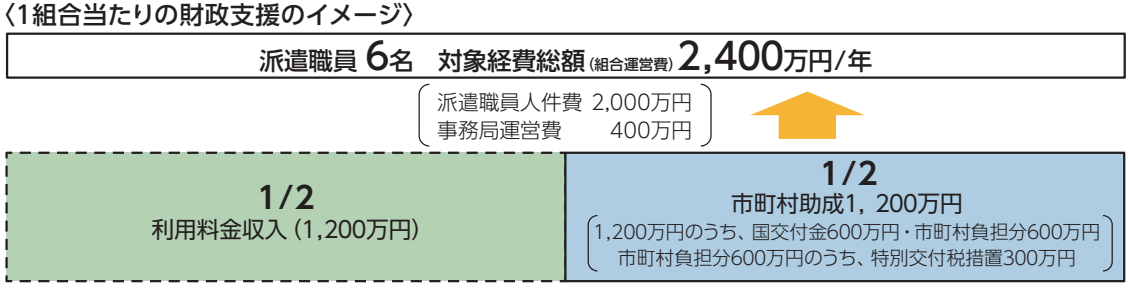 〈1組合当たりの財政支援のイメージ〉
派遣職員 6名 対象経費総額(組合運営費)2,400万円/年
派遣職員人件費 2,000万円
事務局運営費 400万円
1/2
利用料金収入(1,200万円)
1/2
市町村助成1, 200万円
1,200万円のうち、国交付金600万円・市町村負担分600万円
市町村負担分600万円のうち、特別交付税措置300万円